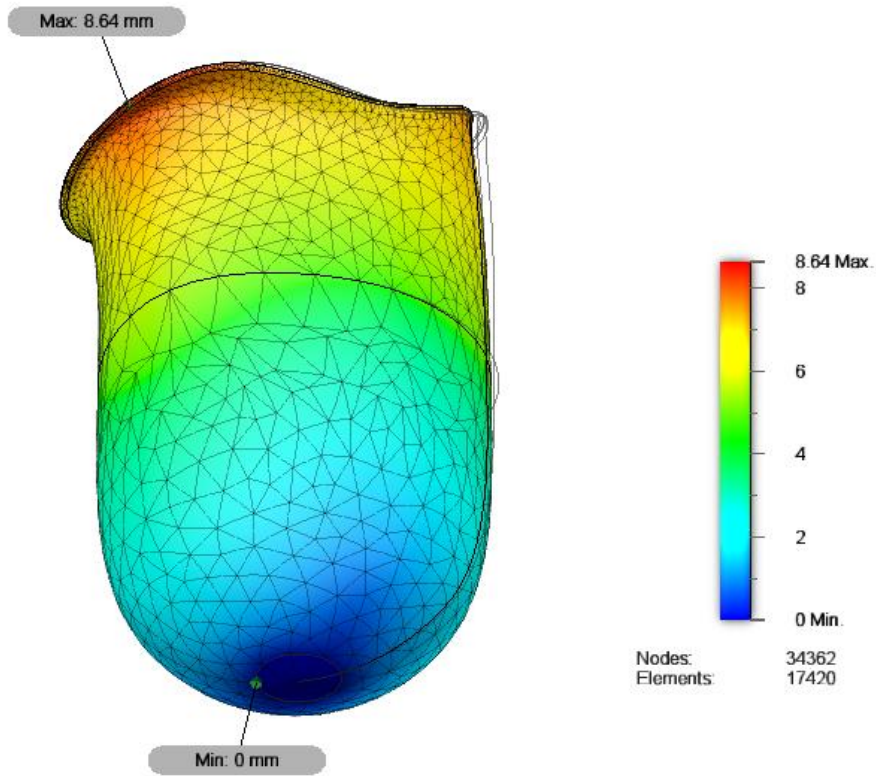 Max: 8.64 mm
8.64 Max.
8
6
4
2
0 Min.
Nodes: 34362
Elements: 17420
Min: 0 mm